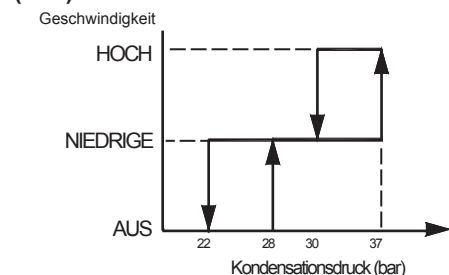 Geschwindigkeit
HOCH
NIEDRIGE
AUS
22 28 30 37
Kondensationsdruck (bar)